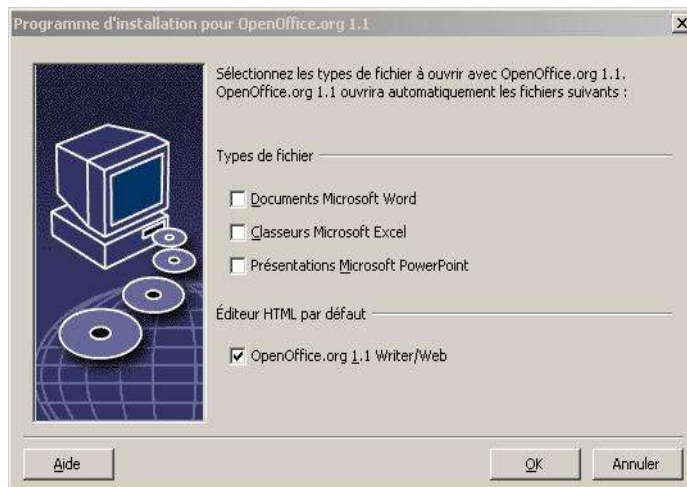 Programme d'installation pour OpenOffice.org 1.1
Sélectionnez les types de fichier à ouvrir avec OpenOffice.org 1.1.
OpenOffice.org 1.1 ouvrira automatiquement les fichiers suivants :
Types de fichier
Documents Microsoft Word
Classeurs Microsoft Excel
Présentations Microsoft PowerPoint
Éditeur HTML par défaut
OpenOffice.org 1.1 Writer/Web
Aide
OK
Annuler